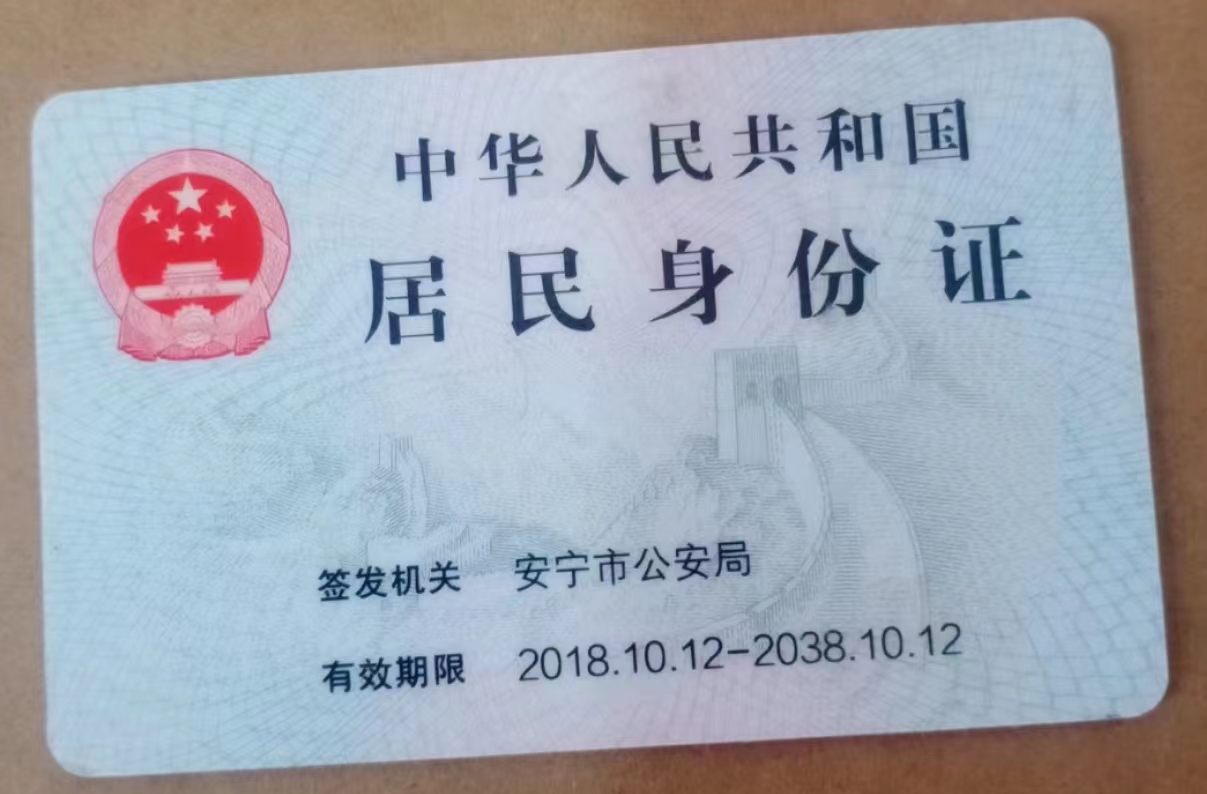 中华人民共和国
居民身份证
签发机关 安宁市公安局
有效期限 2018.10.12-2038.10.12